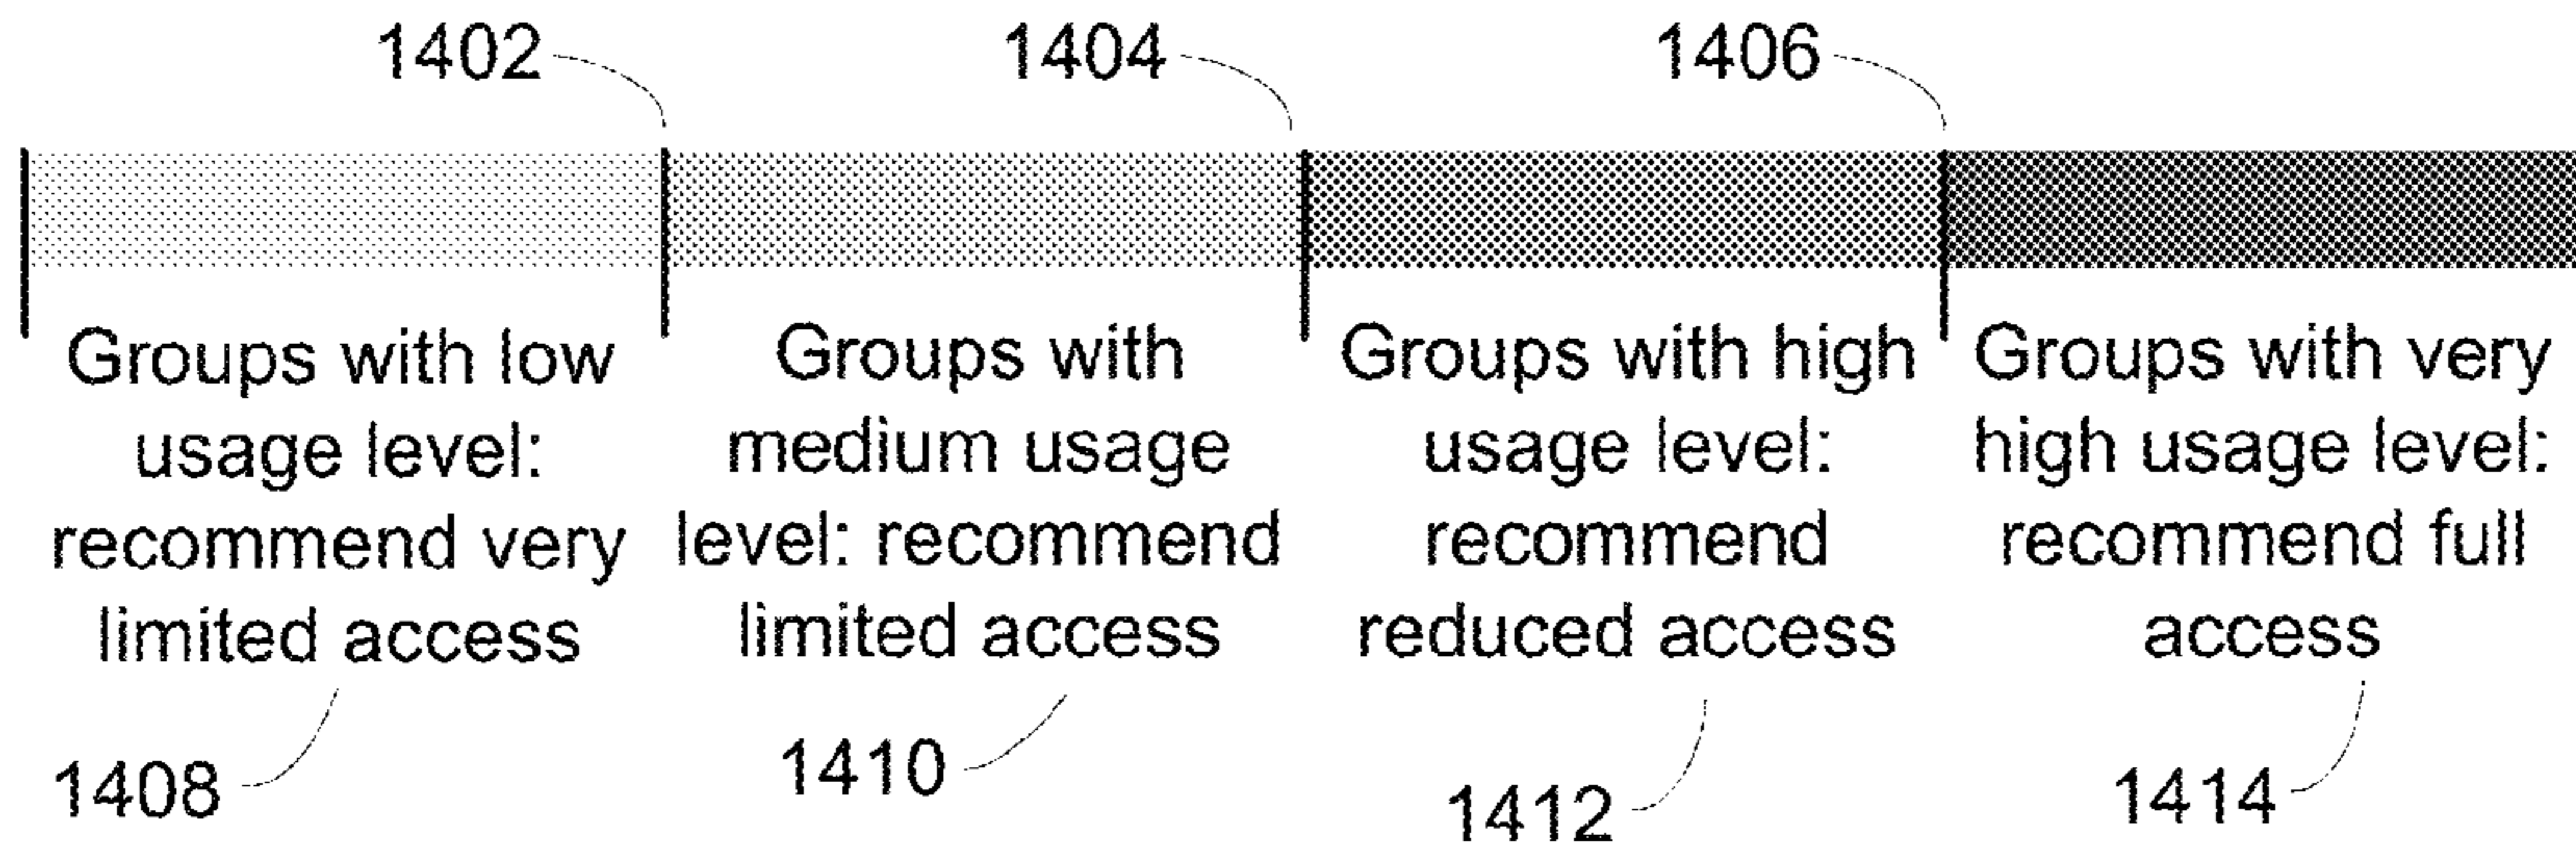 1402
1404
1406
Groups with low
usage level:
recommend very
limited access
Groups with
medium usage
level: recommend
limited access
Groups with high
usage level:
recommend
reduced access
Groups with very
high usage level:
recommend full
access
1408
1410
1412
1414